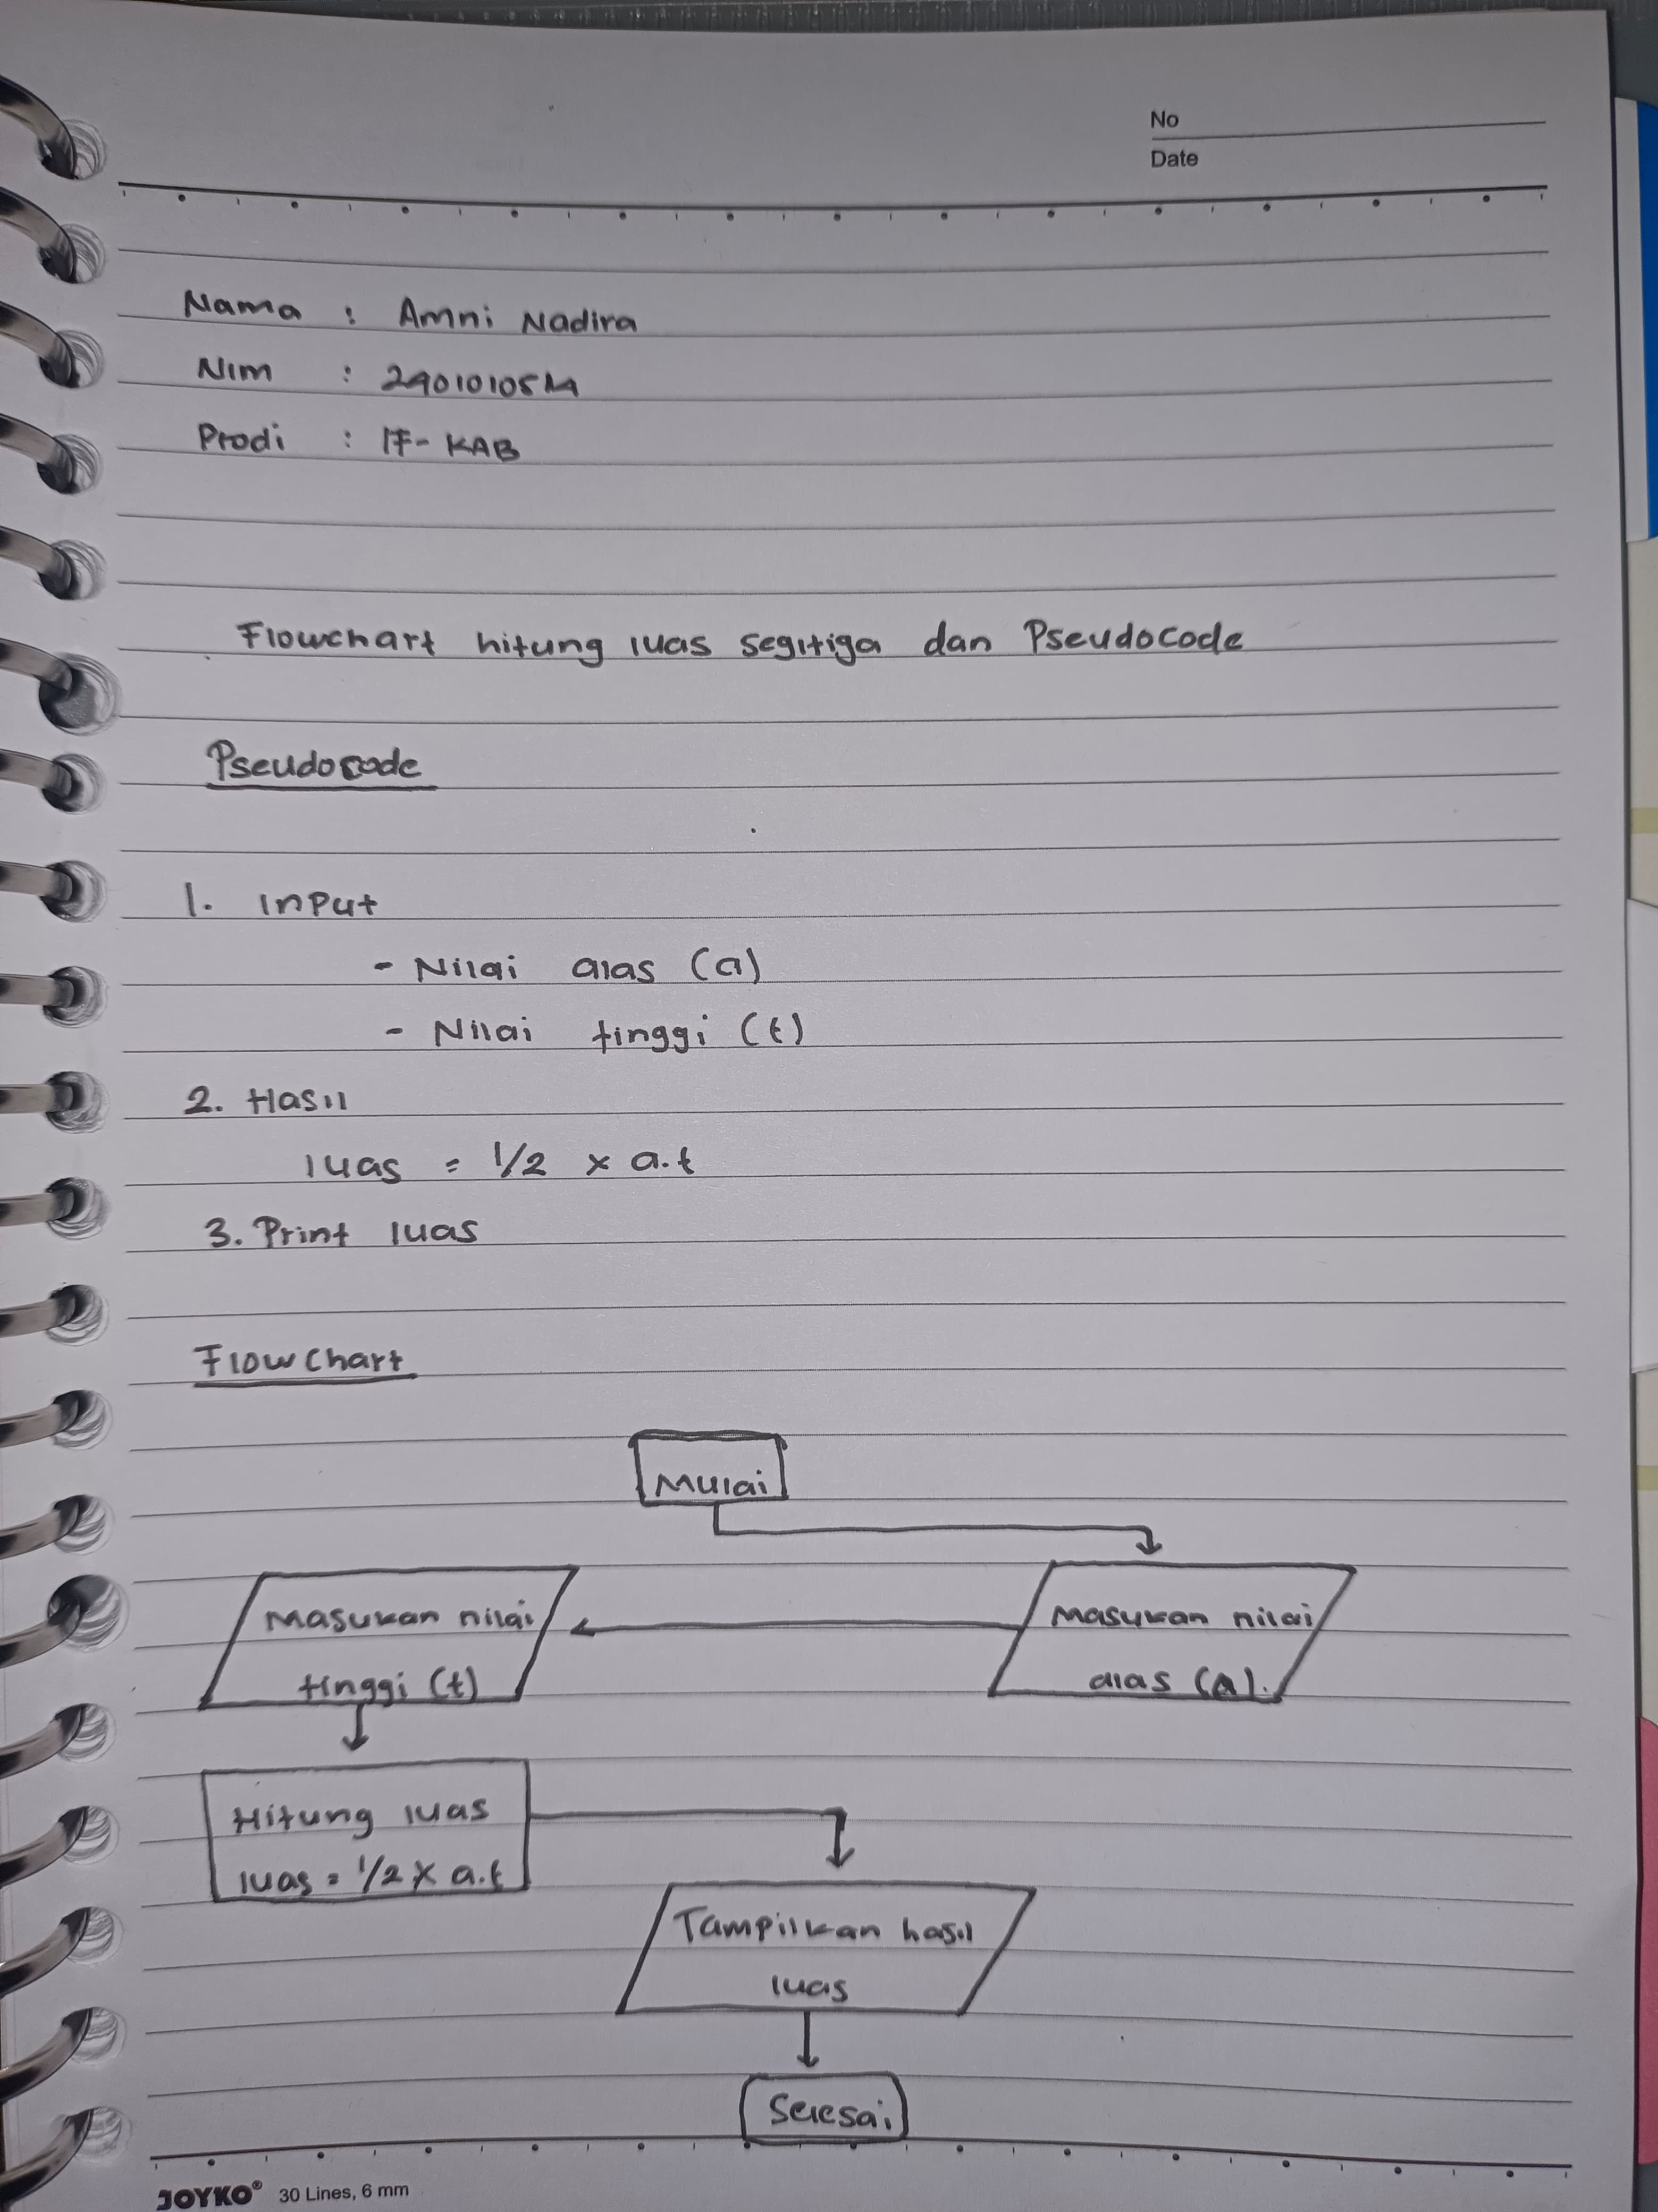 No
Date
Nama : Amni Nadira
Nim :
Prodi : IF- KAB
Flowchart hitung luas segitiga dan Pseudocode
Pseudocode
1. Input
- Nilai alas (a)
- Nilai tinggi (t)
2. Hasil
luas = 1/2 x a.t
3. Print luas
Flow Chart
Mulai
Masukan nilai
tinggi (t)
Masukan nilai
alas (a).
Hitung luas
luas = 1/2 x a.t
Tampilkan hasil
luas
Selesai
JOYKO® 30 Lines, 6 mm